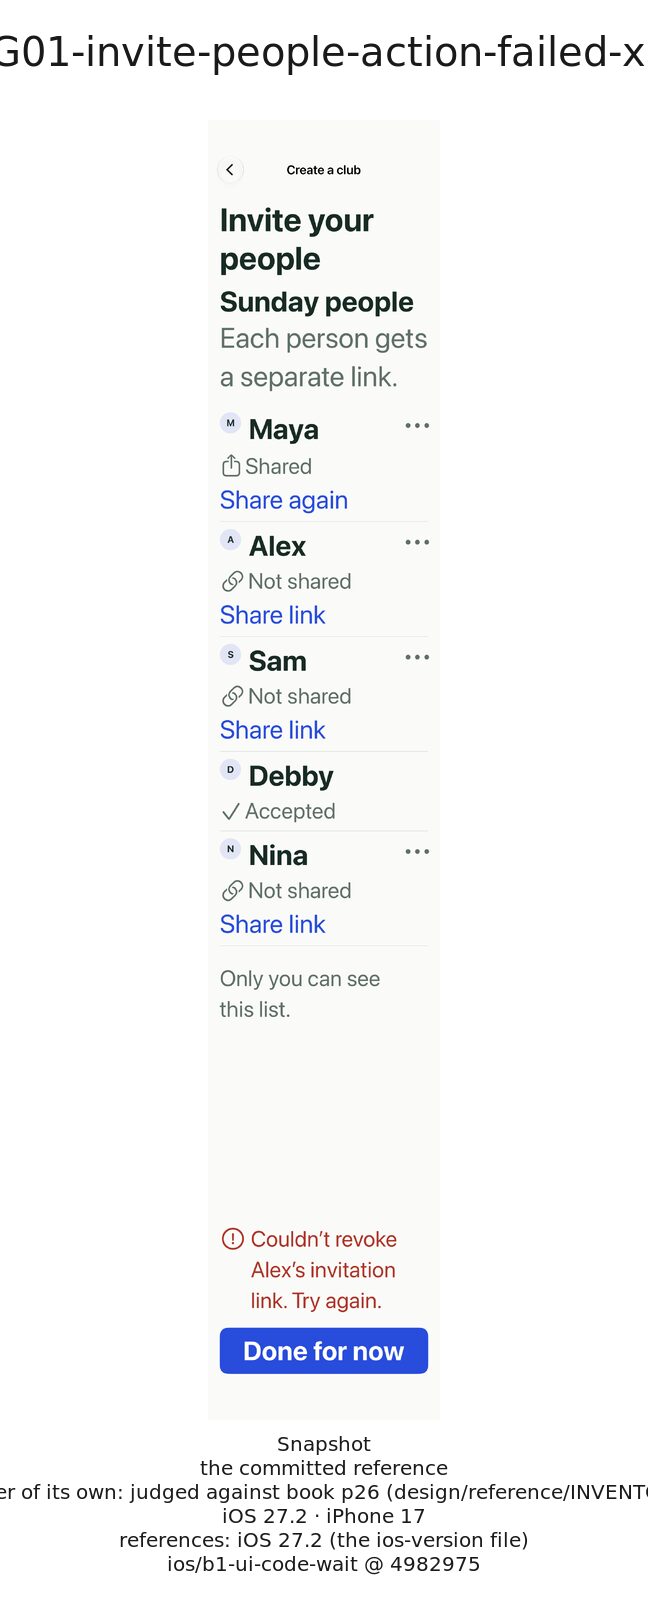 G01-invite-people-action-failed-x
Create a club
Invite your
people
Sunday people
Each person gets
a separate link.
M Maya
Shared
Share again
A Alex
Not shared
Share link
S Sam
Not shared
Share link
D Debby
Accepted
N Nina
Not shared
Share link
Only you can see
this list.
Couldn’t revoke
Alex’s invitation
link. Try again.
Done for now
Snapshot
the committed reference
er of its own: judged against book p26 (design/reference/INVENTO
iOS 27.2 · iPhone 17
references: iOS 27.2 (the ios-version file)
ios/b1-ui-code-wait @ 4982975